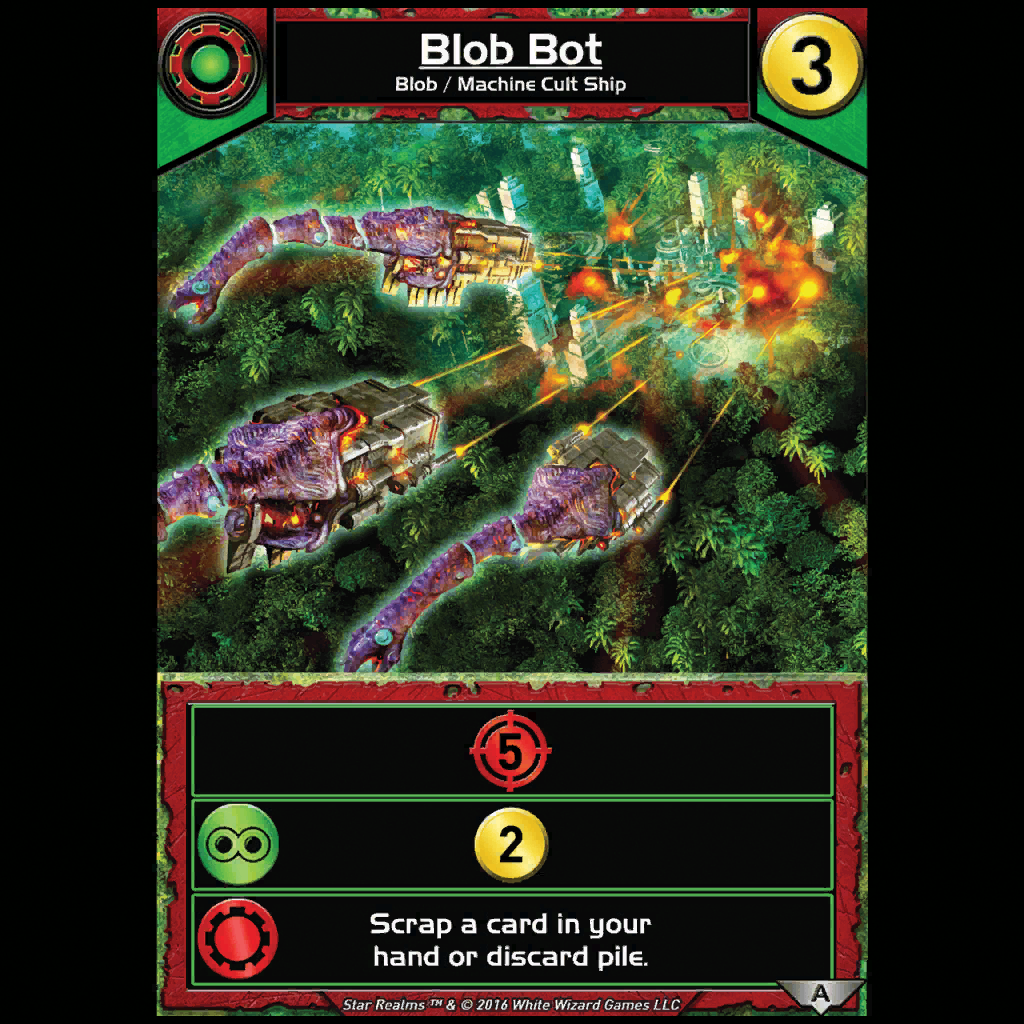 Blob Bot
3
Blob / Machine Cult Ship
5
2
Scrap a card in your
hand or discard pile.
A
Star Realms ™ & © 2016 White Wizard Games LLC